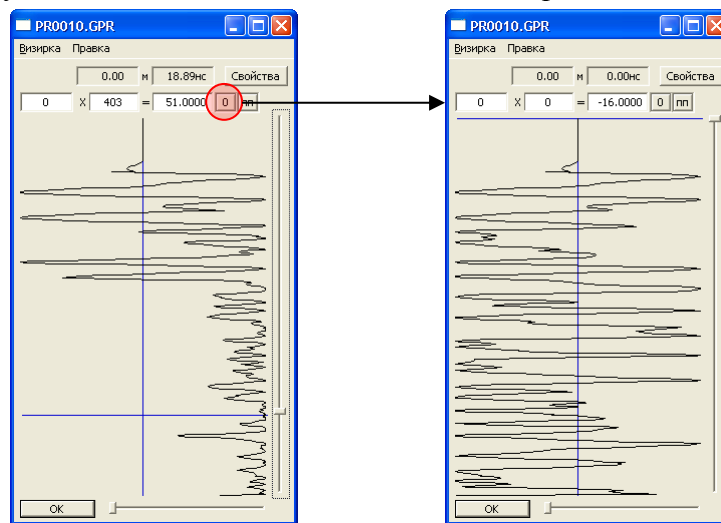 PR0010.GPR
Визирка Правка
0.00 м 18.89нс Свойства
0 X 403 = 51.0000 0 пп
OK
PR0010.GPR
Визирка Правка
0.00 м 0.00нс Свойства
0 X 0 = -16.0000 0 пп
OK